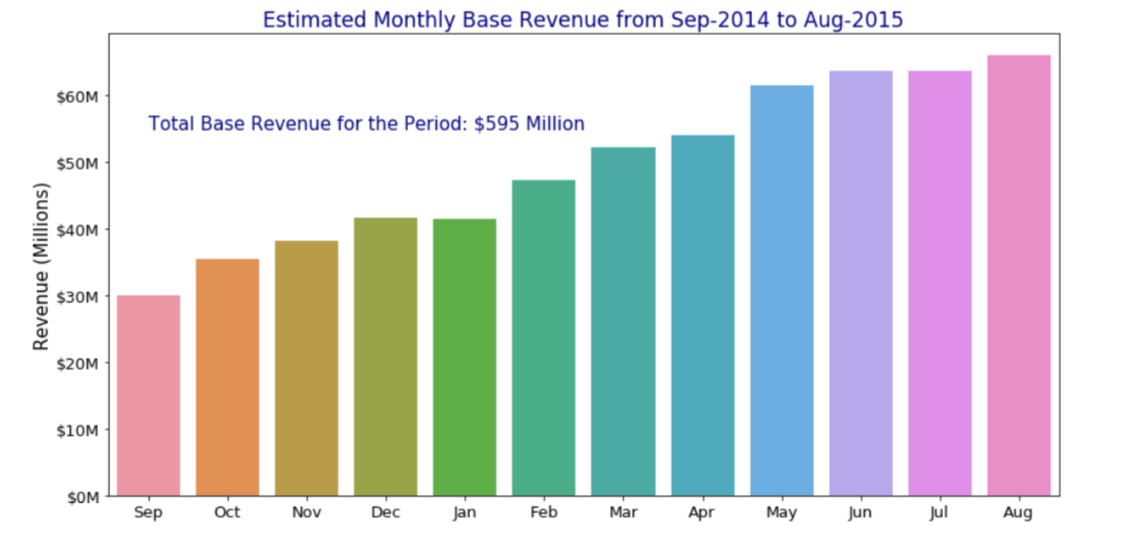 Estimated Monthly Base Revenue from Sep-2014 to Aug-2015
Total Base Revenue for the Period: $595 Million
Revenue (Millions)
$60M
$50M
$40M
$30M
$20M
$10M
$0M
Sep Oct Nov Dec Jan Feb Mar Apr May Jun Jul Aug